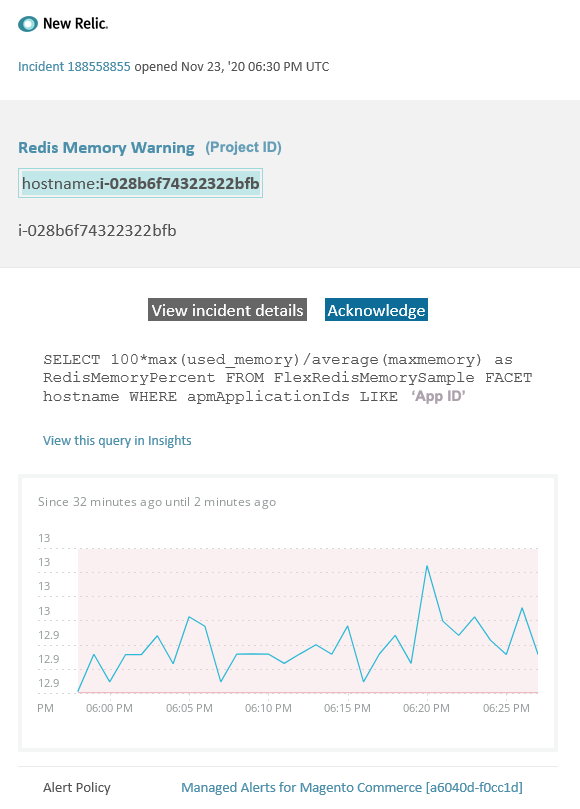 New Relic.
Incident 188558855 opened Nov 23, '20 06:30 PM UTC
Redis Memory Warning (Project ID)
hostname:i-028b6f74322322bfb
i-028b6f74322322bfb
View incident details Acknowledge
SELECT 100*max(used_memory)/average(maxmemory) as
RedisMemoryPercent FROM FlexRedisMemorySample FACET
hostname WHERE apmApplicationIds LIKE ‘App ID’
View this query in Insights
Since 32 minutes ago until 2 minutes ago
13
13
13
13
12.9
12.9
12.9
PM 06:00 PM 06:05 PM 06:10 PM 06:15 PM 06:20 PM 06:25 PM
Alert Policy Managed Alerts for Magento Commerce [a6040d-f0cc1d]